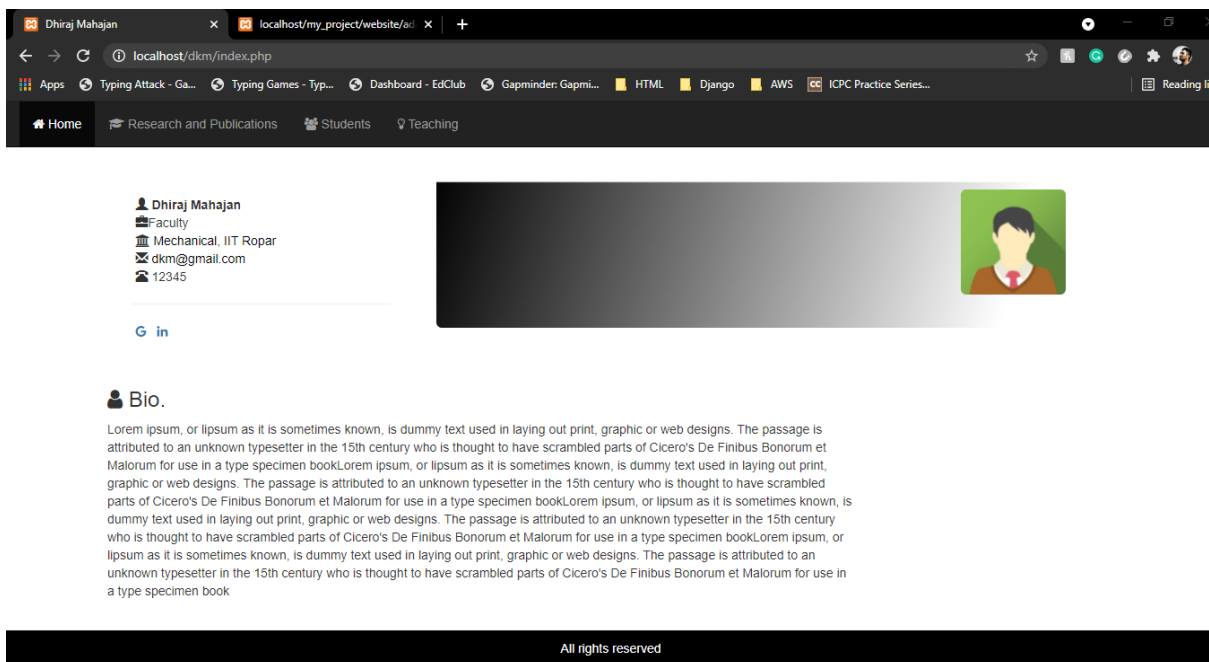 Dhiraj Mahajan
localhost/my_project/website/ad
localhost/dkm/index.php
Apps Typing Attack - Ga... Typing Games - Typ... Dashboard - EdClub Gapminder: Gapmi... HTML Django AWS CC ICPC Practice Series... Reading li
Home Research and Publications Students Teaching
Dhiraj Mahajan
Faculty
Mechanical, IIT Ropar
dkm@gmail.com
12345
G in
Bio.
Lorem ipsum, or lipsum as it is sometimes known, is dummy text used in laying out print, graphic or web designs. The passage is
attributed to an unknown typesetter in the 15th century who is thought to have scrambled parts of Cicero's De Finibus Bonorum et
Malorum for use in a type specimen bookLorem ipsum, or lipsum as it is sometimes known, is dummy text used in laying out print,
graphic or web designs. The passage is attributed to an unknown typesetter in the 15th century who is thought to have scrambled
parts of Cicero's De Finibus Bonorum et Malorum for use in a type specimen bookLorem ipsum, or lipsum as it is sometimes known, is
dummy text used in laying out print, graphic or web designs. The passage is attributed to an unknown typesetter in the 15th century
who is thought to have scrambled parts of Cicero's De Finibus Bonorum et Malorum for use in a type specimen bookLorem ipsum, or
lipsum as it is sometimes known, is dummy text used in laying out print, graphic or web designs. The passage is attributed to an
unknown typesetter in the 15th century who is thought to have scrambled parts of Cicero's De Finibus Bonorum et Malorum for use in
a type specimen book
All rights reserved